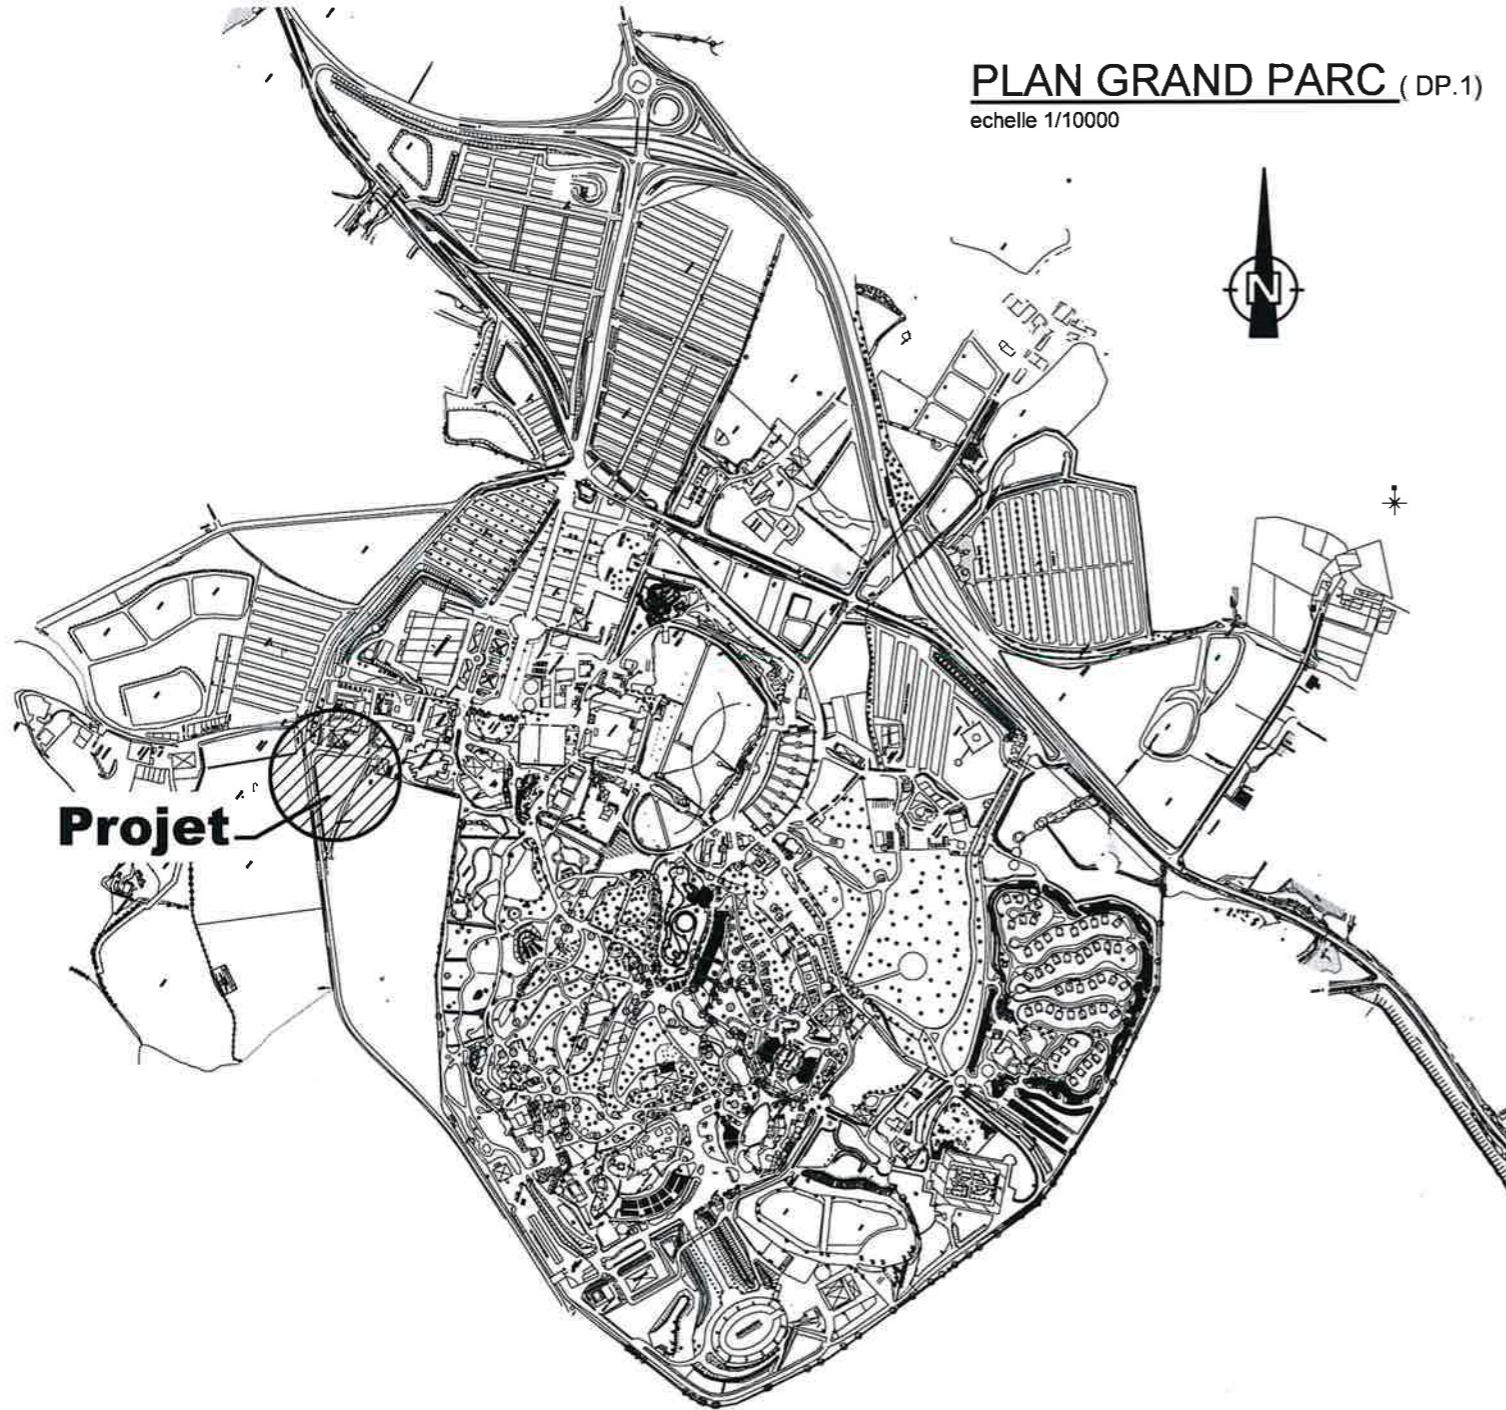 PLAN GRAND PARC ( DP.1)
echelle 1/10000
N
Projet